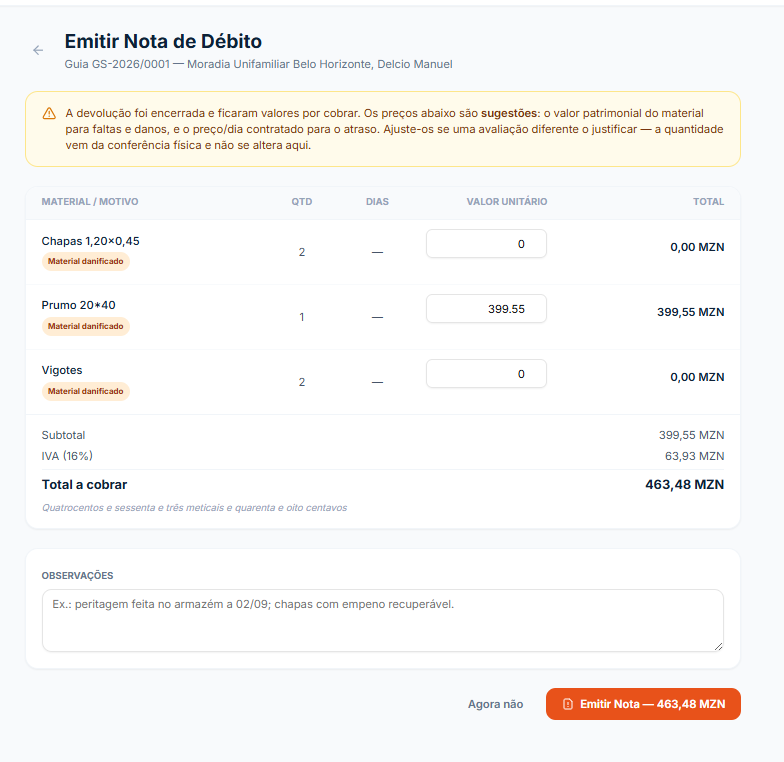 Emitir Nota de Débito
Guia GS-2026/0001 — Moradia Unifamiliar Belo Horizonte, Delcio Manuel
A devolução foi encerrada e ficaram valores por cobrar. Os preços abaixo são sugestões: o valor patrimonial do material
para faltas e danos, e o preço/dia contratado para o atraso. Ajuste-os se uma avaliação diferente o justificar — a quantidade
vem da conferência física e não se altera aqui.
MATERIAL / MOTIVO QTD DIAS VALOR UNITÁRIO TOTAL
Chapas 1,20×0,45
Material danificado
2 — 0 0,00 MZN
Prumo 20*40
Material danificado
1 — 399.55 399,55 MZN
Vigotes
Material danificado
2 — 0 0,00 MZN
Subtotal 399,55 MZN
IVA (16%) 63,93 MZN
Total a cobrar 463,48 MZN
Quatrocentos e sessenta e três meticais e quarenta e oito centavos
OBSERVAÇÕES
Ex.: peritagem feita no armazém a 02/09; chapas com empeno recuperável.
Agora não
Emitir Nota — 463,48 MZN